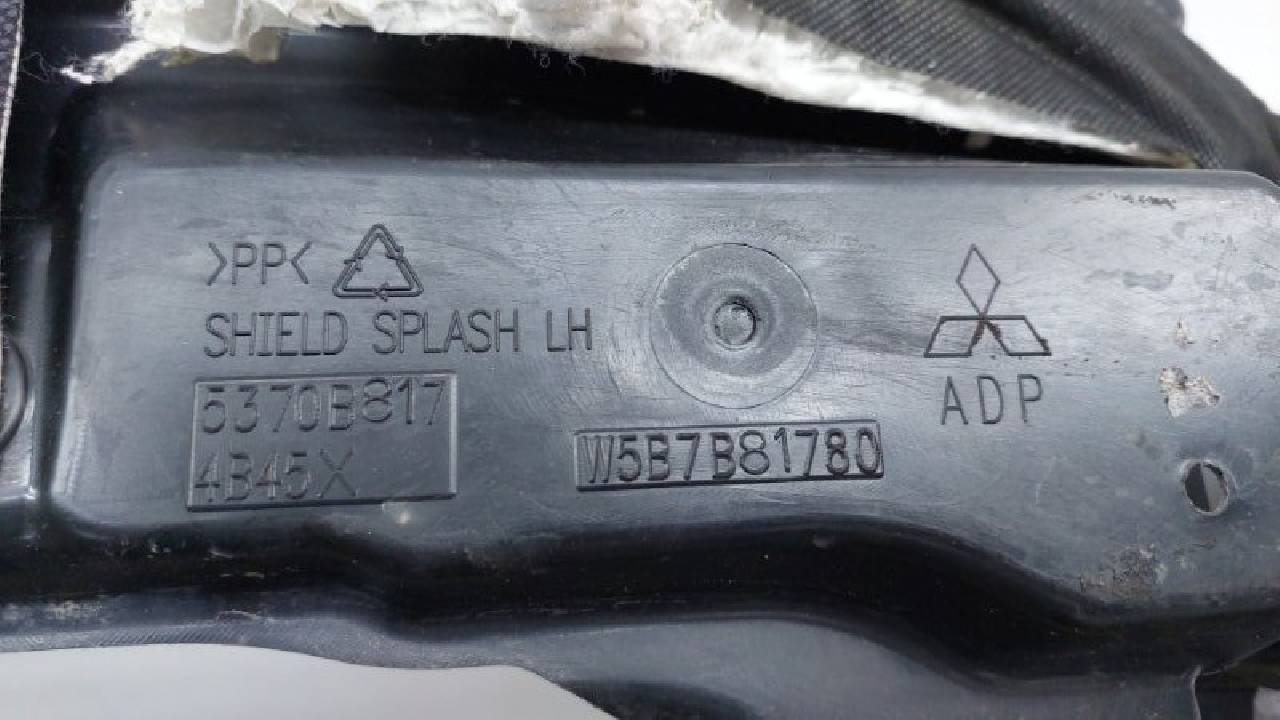 >PP<
SHIELD SPLASH LH
5370B817
4B45X
W5B7B81780
ADP